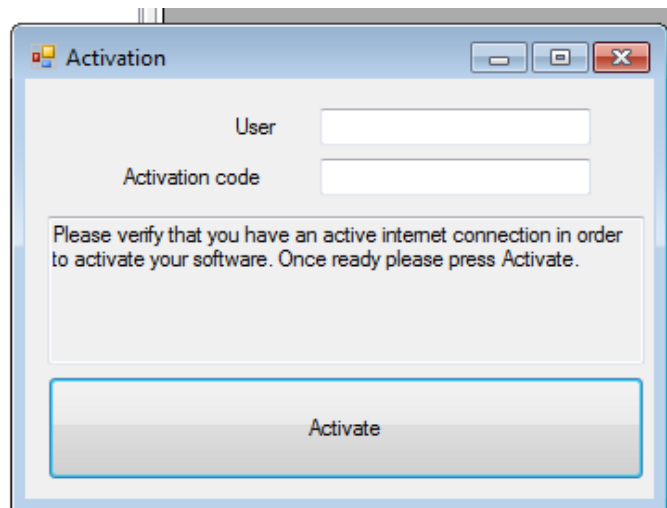 Activation
User
Activation code
Please verify that you have an active internet connection in order
to activate your software. Once ready please press Activate.
Activate